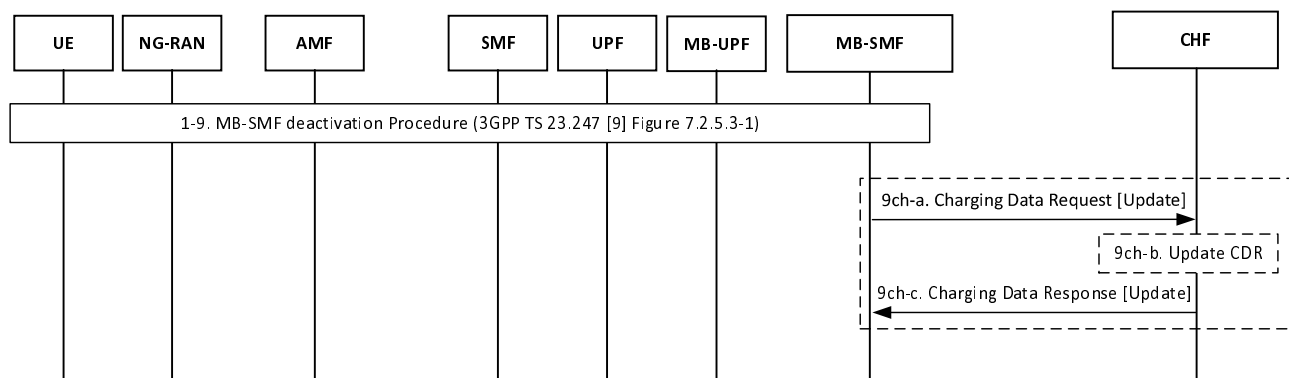 UE
NG-RAN
AMF
SMF
UPF
MB-UPF
MB-SMF
CHF
1-9. MB-SMF deactivation Procedure (3GPP TS 23.247 [9] Figure 7.2.5.3-1)
9ch-a. Charging Data Request [Update]
9ch-b. Update CDR
9ch-c. Charging Data Response [Update]